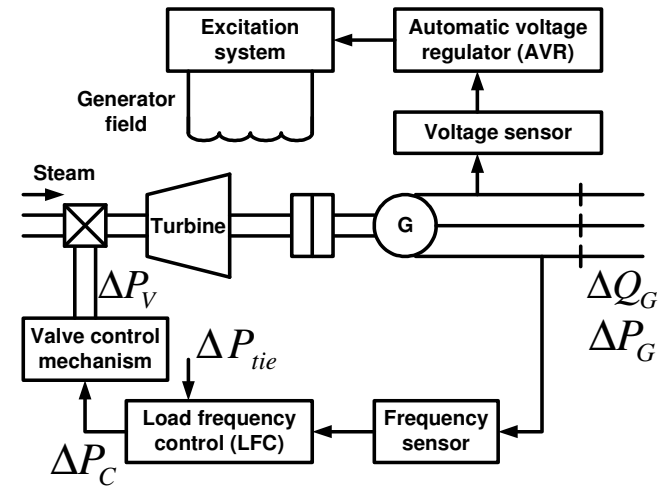 Excitation
system
Automatic voltage
regulator (AVR)
Generator
field
Voltage sensor
Steam
Turbine
G
ΔP_V
ΔQ_G
ΔP_G
Valve control
mechanism
ΔP_tie
Load frequency
control (LFC)
Frequency
sensor
ΔP_C